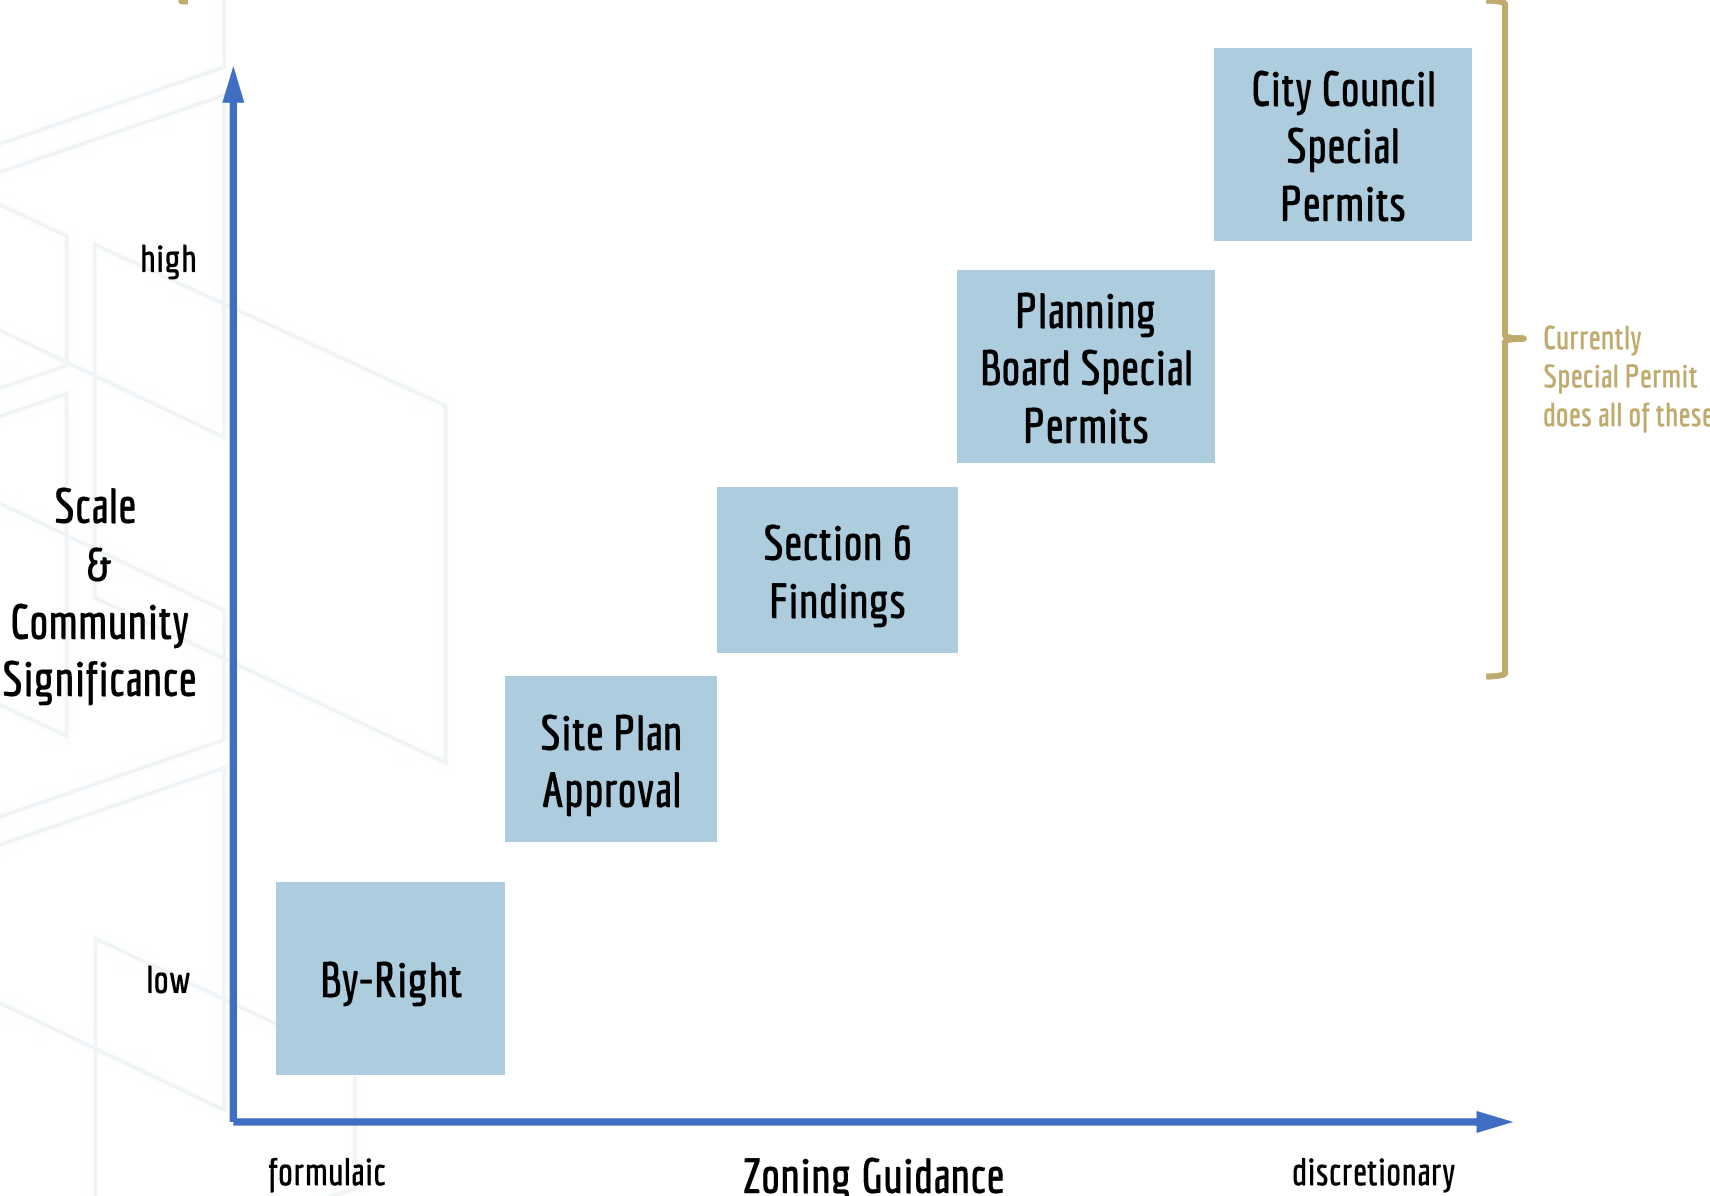 City Council
Special
Permits
high
Planning
Board Special
Permits
Currently
Special Permit
does all of these
Scale
&
Community
Significance
Section 6
Findings
Site Plan
Approval
low
By-Right
formulaic
Zoning Guidance
discretionary